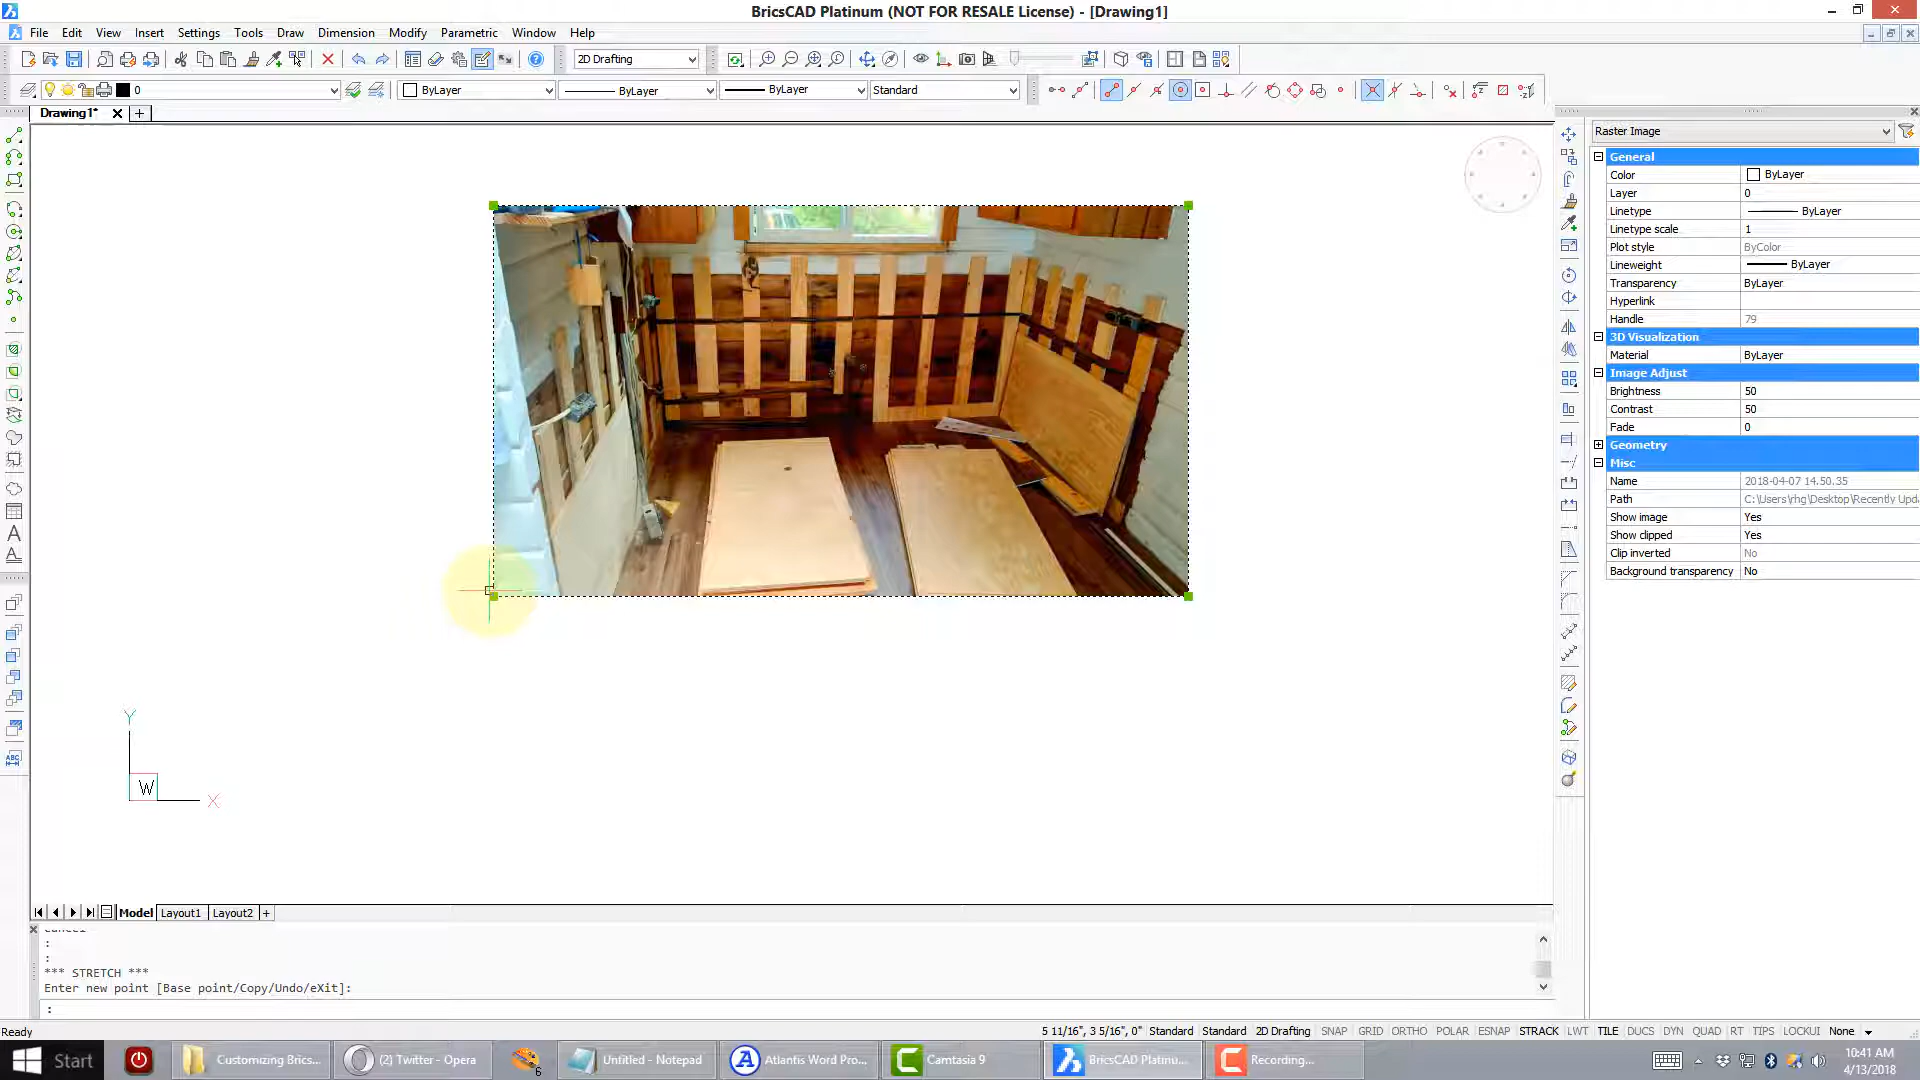 BricsCAD Platinum (NOT FOR RESALE License) - [Drawing1]
File Edit View Insert Settings Tools Draw Dimension Modify Parametric Window Help
2D Drafting
0 ByLayer ByLayer ByLayer Standard
Drawing1*
Raster Image
General
Color ByLayer
Layer 0
Linetype ByLayer
Linetype scale 1
Plot style ByColor
Lineweight ByLayer
Transparency ByLayer
Hyperlink
Handle 79
3D Visualization
Material ByLayer
Image Adjust
Brightness 50
Contrast 50
Fade 0
Geometry
Misc
Name 2018-04-07 14.50.35
Path C:\Users\rhg\Desktop\Recently Upd
Show image Yes
Show clipped Yes
Clip inverted No
Background transparency No
Y
W
X
Model Layout1 Layout2 +
:
:
*** STRETCH ***
Enter new point [Base point/Copy/Undo/eXit]:
:
Ready 5 11/16", 3 5/16", 0" Standard Standard 2D Drafting SNAP GRID ORTHO POLAR ESNAP STRACK LWT TILE DUCS DYN QUAD RT TIPS LOCKUI None
Start Customizing Brics... (2) Twitter - Opera 6 Untitled - Notepad Atlantis Word Pro... Camtasia 9 BricsCAD Platinu... Recording... 10:41 AM
4/13/2018